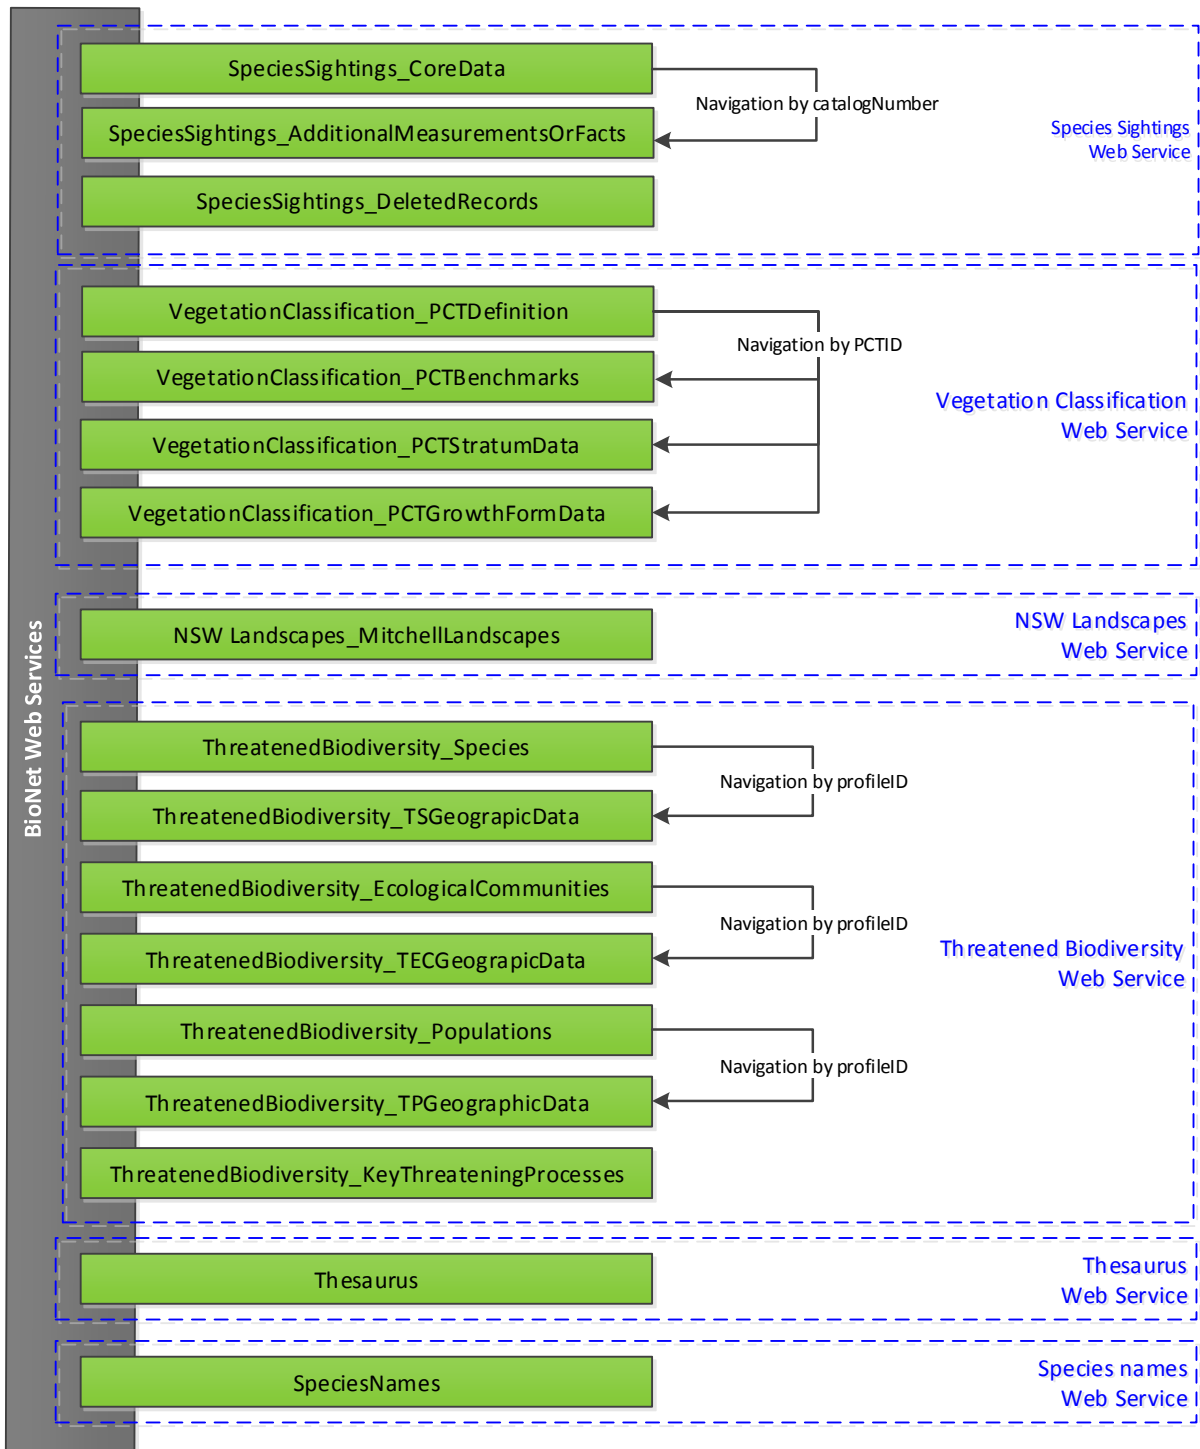 BioNet Web Services
SpeciesSightings_CoreData
Navigation by catalogNumber
SpeciesSightings_AdditionalMeasurementsOrFacts
Species Sightings
Web Service
SpeciesSightings_DeletedRecords
VegetationClassification_PCTDefinition
Navigation by PCTID
VegetationClassification_PCTBenchmarks
Vegetation Classification
Web Service
VegetationClassification_PCTStratumData
VegetationClassification_PCTGrowthFormData
NSW Landscapes_MitchellLandscapes
NSW Landscapes
Web Service
ThreatenedBiodiversity_Species
Navigation by profileID
ThreatenedBiodiversity_TSGeograpicData
ThreatenedBiodiversity_EcologicalCommunities
Navigation by profileID
ThreatenedBiodiversity_TECGeograpicData
Threatened Biodiversity
Web Service
ThreatenedBiodiversity_Populations
Navigation by profileID
ThreatenedBiodiversity_TPGeographicData
ThreatenedBiodiversity_KeyThreateningProcesses
Thesaurus
Thesaurus
Web Service
SpeciesNames
Species names
Web Service